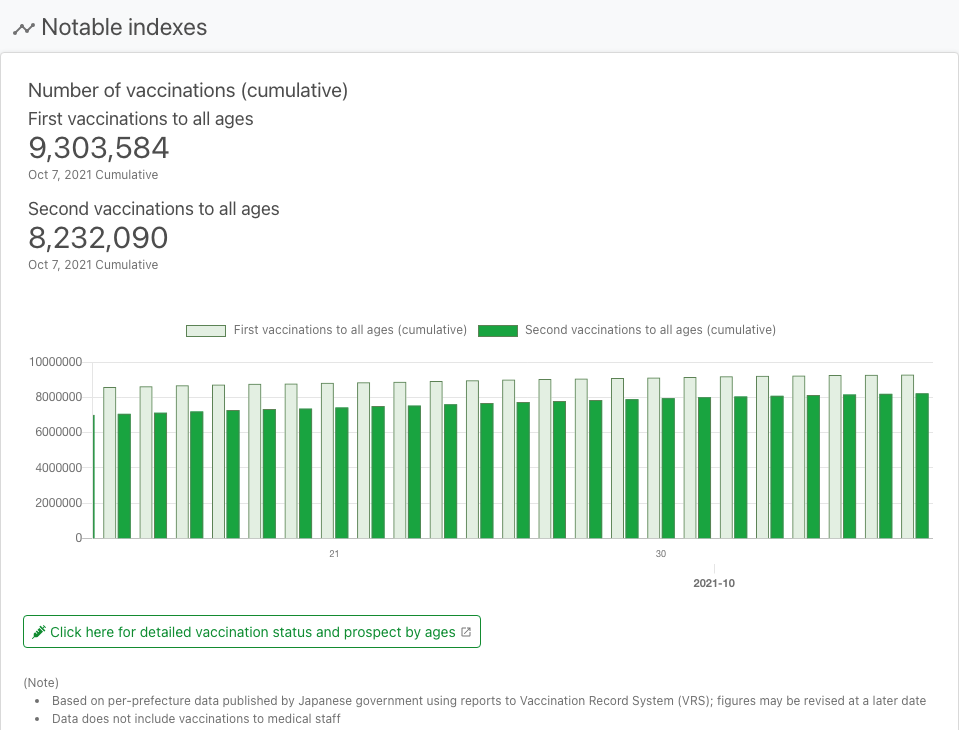 Notable indexes
Number of vaccinations (cumulative)
First vaccinations to all ages
9,303,584
Oct 7, 2021 Cumulative
Second vaccinations to all ages
8,232,090
Oct 7, 2021 Cumulative
First vaccinations to all ages (cumulative) Second vaccinations to all ages (cumulative)
10000000
8000000
6000000
4000000
2000000
0
21 30
2021-10
Click here for detailed vaccination status and prospect by ages
(Note)
• Based on per-prefecture data published by Japanese government using reports to Vaccination Record System (VRS); figures may be revised at a later date
• Data does not include vaccinations to medical staff